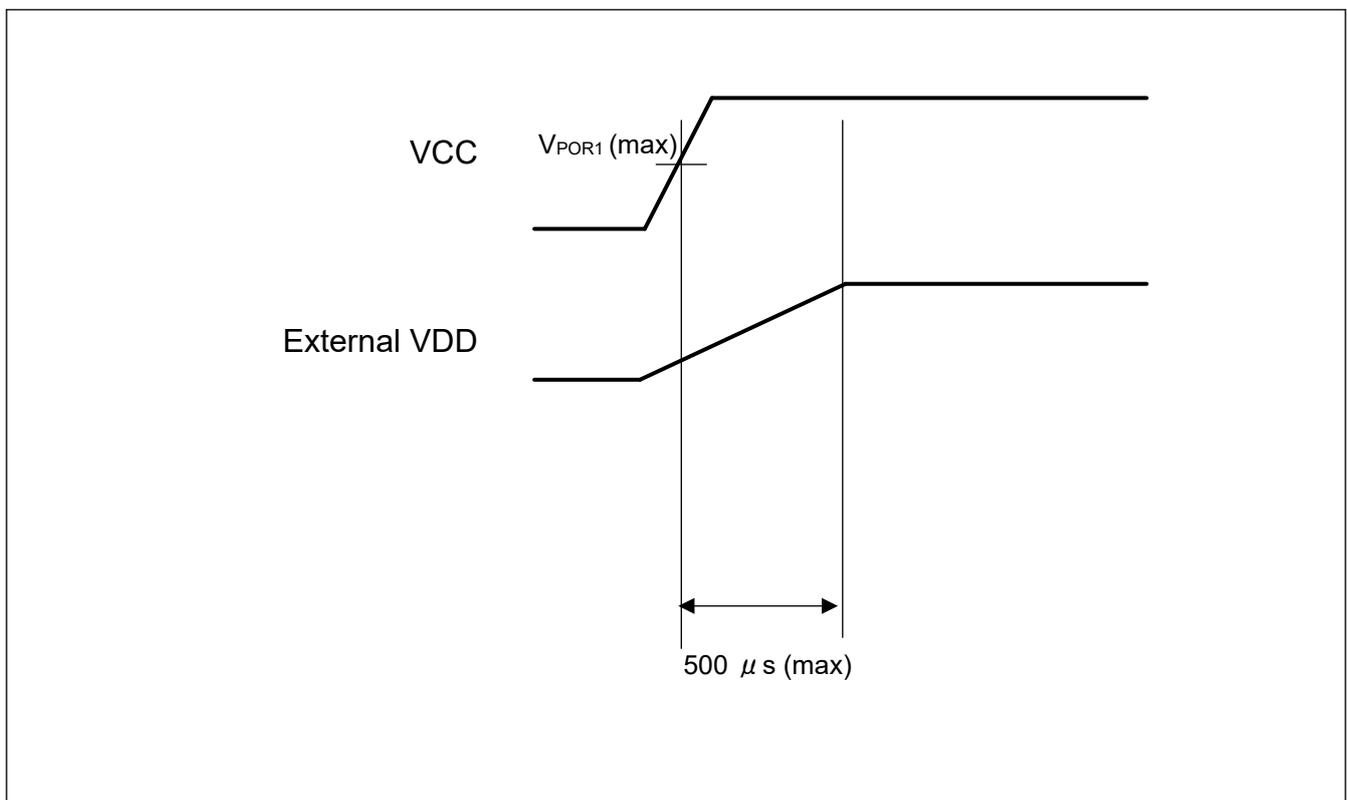 VCC
VPOR1 (max)
External VDD
500 μs (max)